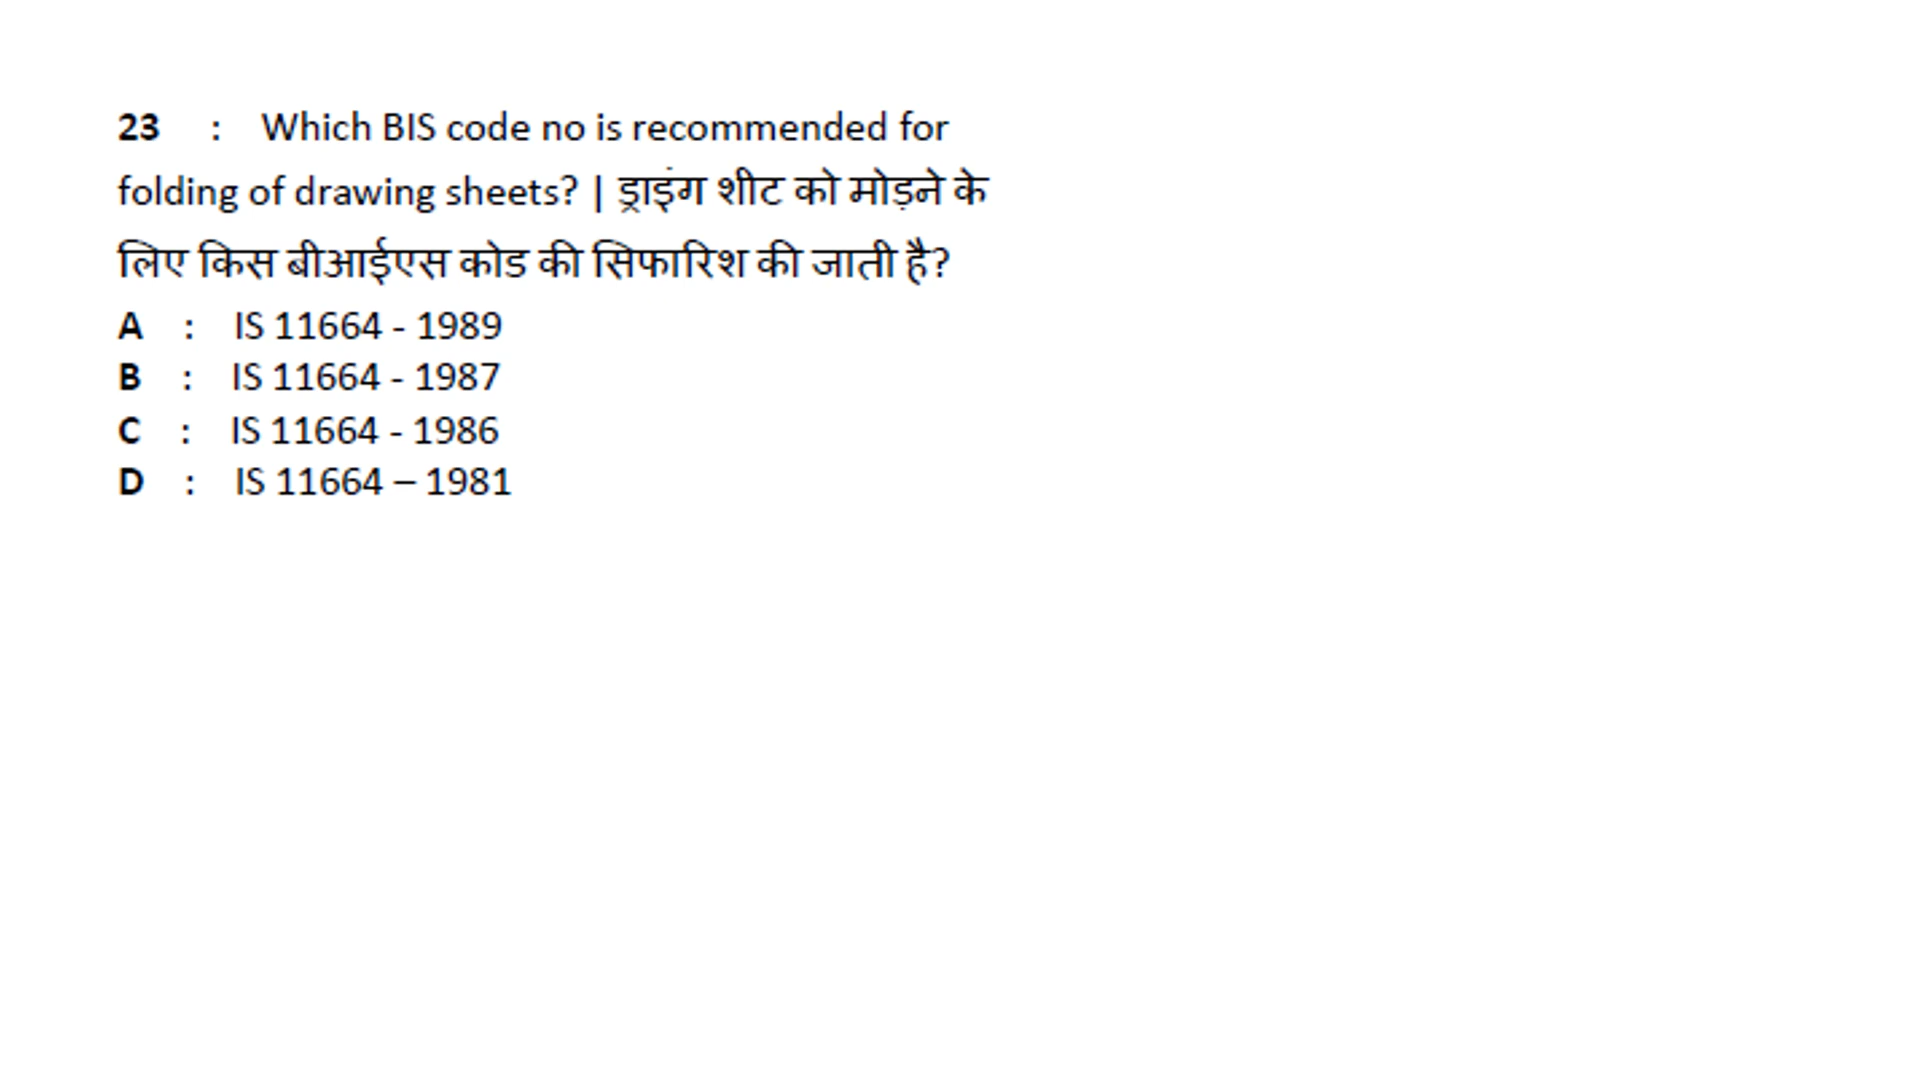 23 : Which BIS code no is recommended for
folding of drawing sheets? | ड्राइंग शीट को मोड़ने के
लिए किस बीआईएस कोड की सिफारिश की जाती है?
A : IS 11664 - 1989
B : IS 11664 - 1987
C : IS 11664 - 1986
D : IS 11664 – 1981